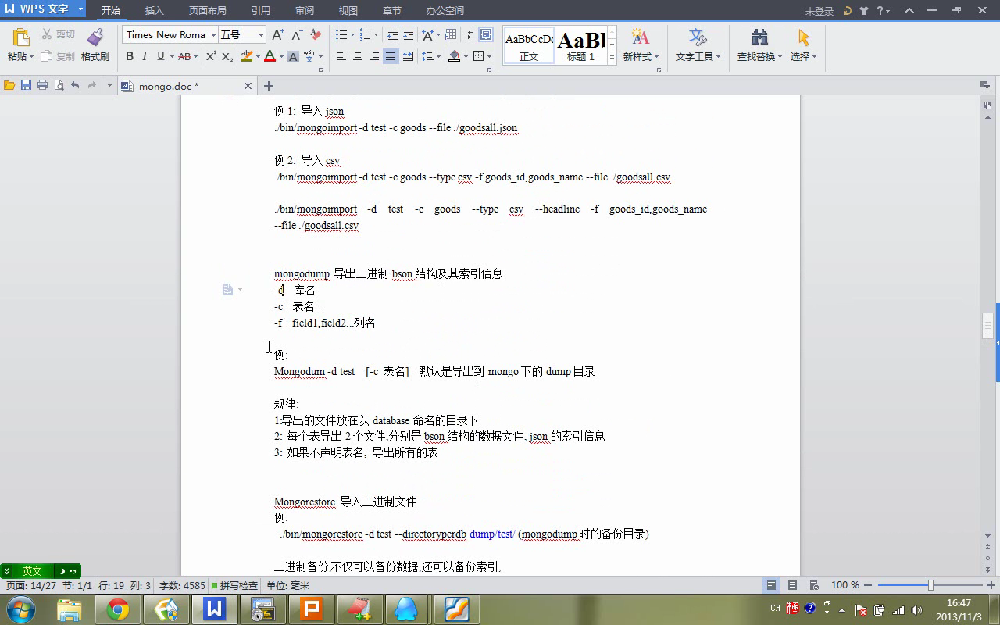 WPS 文字
开始 插入 页面布局 引用 审阅 视图 章节 办公空间
未登录
粘贴 剪切 复制 格式刷
Times New Roma 五号
B I U AB X² X₂ A A wén
AaBbCcDc 正文
AaBl 标题 1
新样式 文字工具 查找替换 选择
mongo.doc *
例 1: 导入 json
./bin/mongoimport -d test -c goods --file ./goodsall.json
例 2: 导入 csv
./bin/mongoimport -d test -c goods --type csv -f goods_id,goods_name --file ./goodsall.csv
./bin/mongoimport -d test -c goods --type csv --headline -f goods_id,goods_name
--file ./goodsall.csv
mongodump 导出二进制 bson 结构及其索引信息
-d 库名
-c 表名
-f field1,field2...列名
例:
Mongodum -d test [-c 表名] 默认是导出到 mongo 下的 dump 目录
规律:
1:导出的文件放在以 database 命名的目录下
2: 每个表导出 2 个文件,分别是 bson 结构的数据文件, json 的索引信息
3: 如果不声明表名, 导出所有的表
Mongorestore 导入二进制文件
例:
./bin/mongorestore -d test --directoryperdb dump/test/ (mongodump 时的备份目录)
二进制备份,不仅可以备份数据,还可以备份索引,
英文
页面: 14/27 节: 1/1 行: 19 列: 3 字数: 4585 拼写检查 单位: 毫米
100 %
CH
16:47
2013/11/3